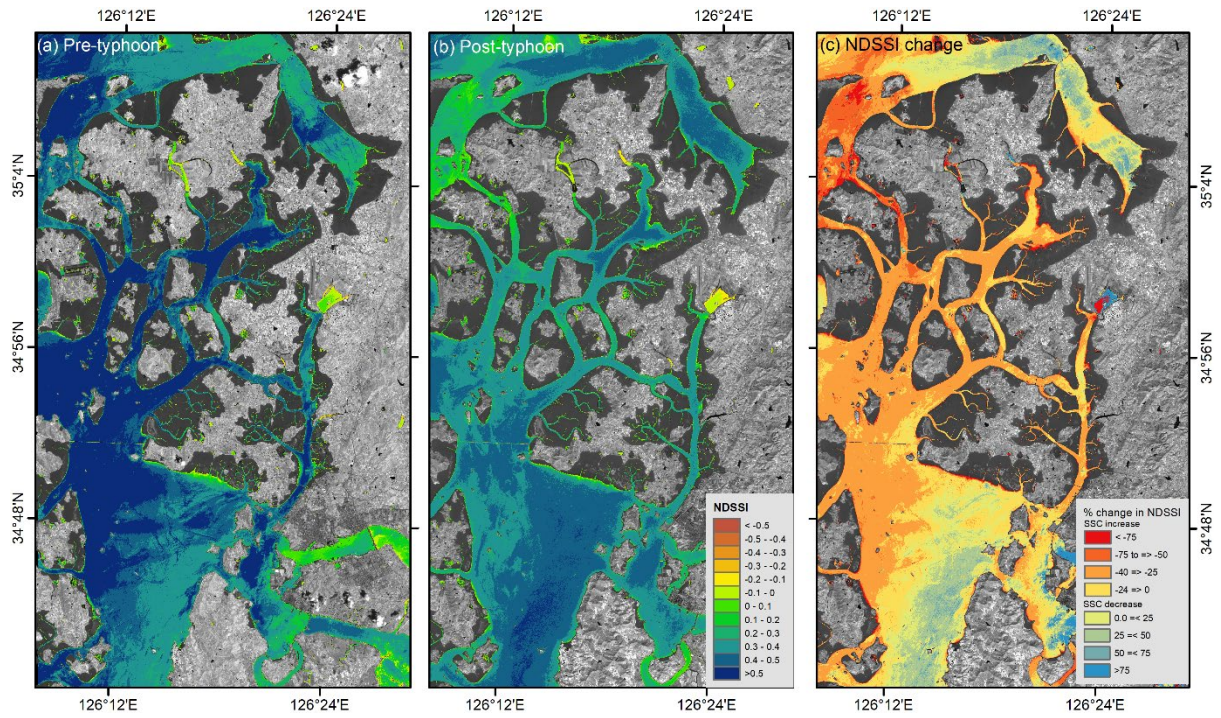 126°12'E
126°24'E
126°12'E
126°24'E
126°12'E
126°24'E
(a) Pre-typhoon
(b) Post-typhoon
(c) NDSSI change
35°4'N
35°4'N
34°56'N
34°56'N
34°48'N
34°48'N
NDSSI
< -0.5
-0.5 - -0.4
-0.4 - -0.3
-0.3 - -0.2
-0.2 - -0.1
-0.1 - 0
0 - 0.1
0.1 - 0.2
0.2 - 0.3
0.3 - 0.4
0.4 - 0.5
>0.5
% change in NDSSI
SSC increase
< -75
-75 to => -50
-40 => -25
-24 => 0
SSC decrease
0.0 =< 25
25 =< 50
50 =< 75
>75
126°12'E
126°24'E
126°12'E
126°24'E
126°12'E
126°24'E